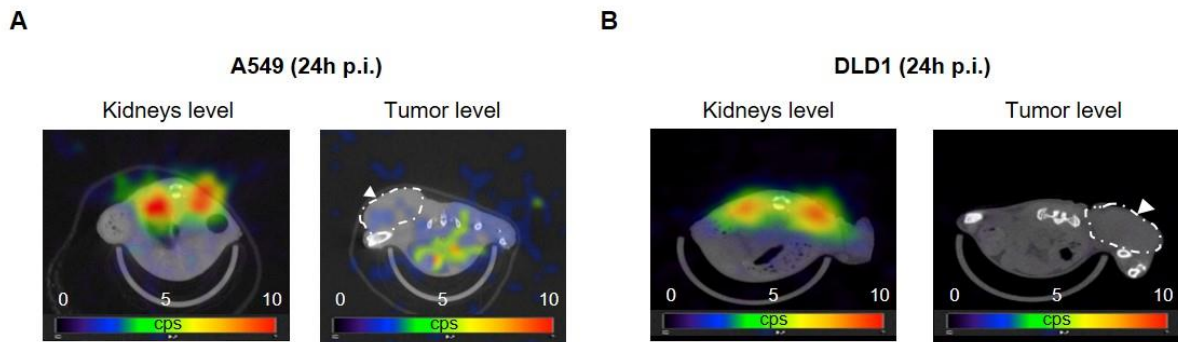 A
B
A549 (24h p.i.)
DLD1 (24h p.i.)
Kidneys level
Tumor level
Kidneys level
Tumor level
0 5 10
0 5 10
0 5 10
0 5 10
cps
cps
cps
cps